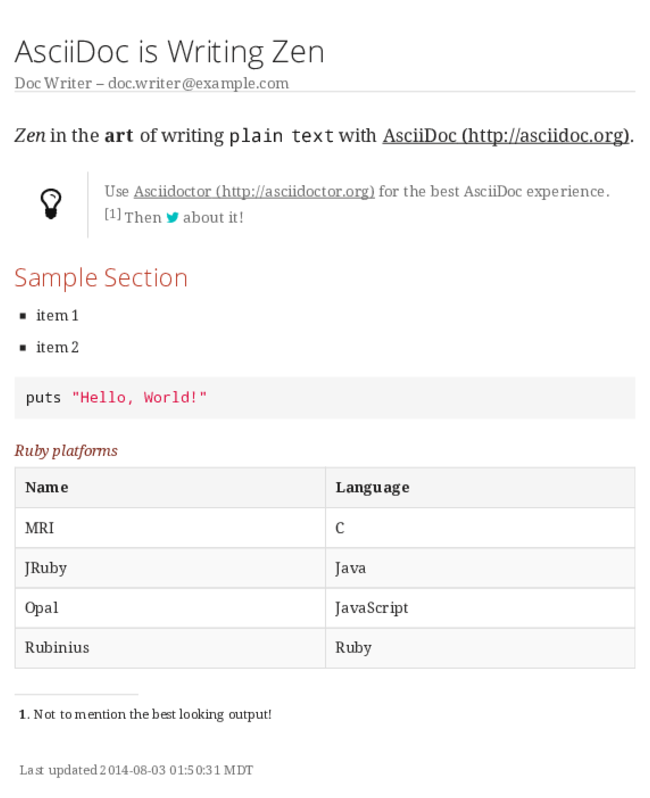 AsciiDoc is Writing Zen
Doc Writer – doc.writer@example.com
Zen in the art of writing plain text with AsciiDoc (http://asciidoc.org).
Use Asciidoctor (http://asciidoctor.org) for the best AsciiDoc experience.
[1] Then about it!
Sample Section
item 1
item 2
puts "Hello, World!"
Ruby platforms
Name Language
MRI C
JRuby Java
Opal JavaScript
Rubinius Ruby
1. Not to mention the best looking output!
Last updated 2014-08-03 01:50:31 MDT